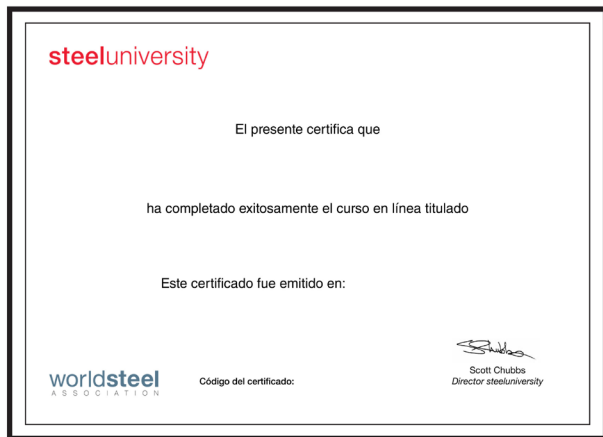 steeluniversity
El presente certifica que
ha completado exitosamente el curso en línea titulado
Este certificado fue emitido en:
Scott Chubbs
Director steeluniversity
worldsteel
ASSOCIATION
Código del certificado: